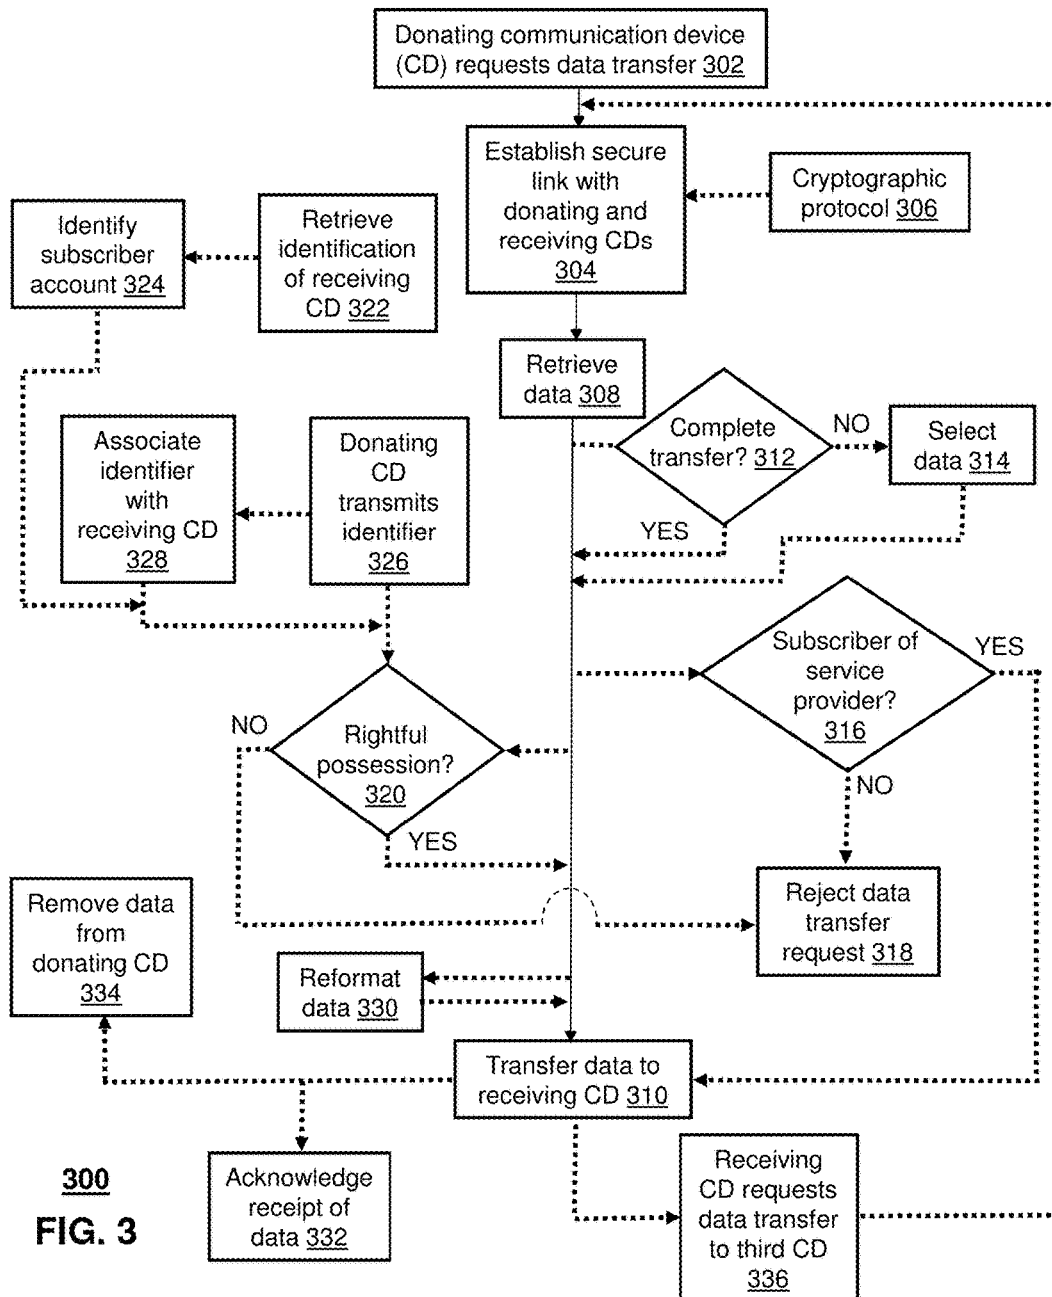 Donating communication device
(CD) requests data transfer 302
Establish secure
link with
donating and
receiving CDs
304
Cryptographic
protocol 306
Identify
subscriber
account 324
Retrieve
identification
of receiving
CD 322
Retrieve
data 308
Complete
transfer? 312
NO
Select
data 314
YES
Associate
identifier
with
receiving CD
328
Donating
CD
transmits
identifier
326
Subscriber of
service
provider?
316
YES
NO
NO
Rightful
possession?
320
YES
Reject data
transfer
request 318
Remove data
from
donating CD
334
Reformat
data 330
Transfer data to
receiving CD 310
Acknowledge
receipt of
data 332
Receiving
CD requests
data transfer
to third CD
336
300
FIG. 3